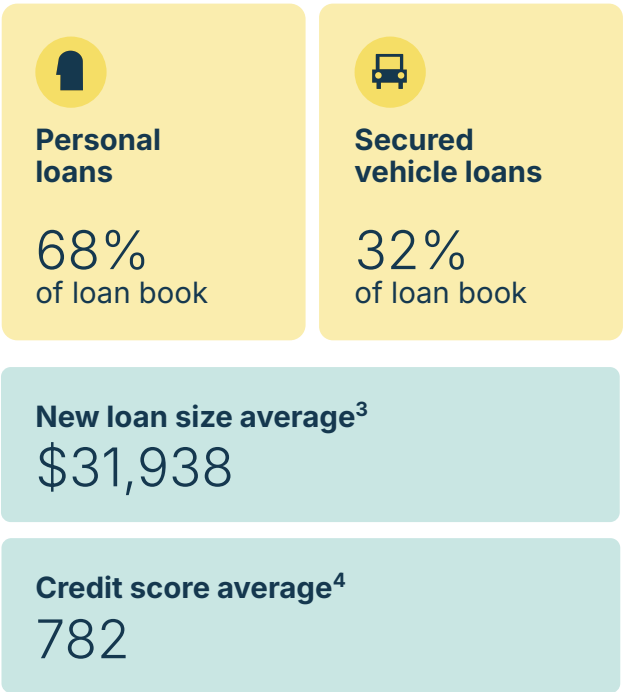 Personal
loans
68%
of loan book
Secured
vehicle loans
32%
of loan book
New loan size average³
$31,938
Credit score average⁴
782